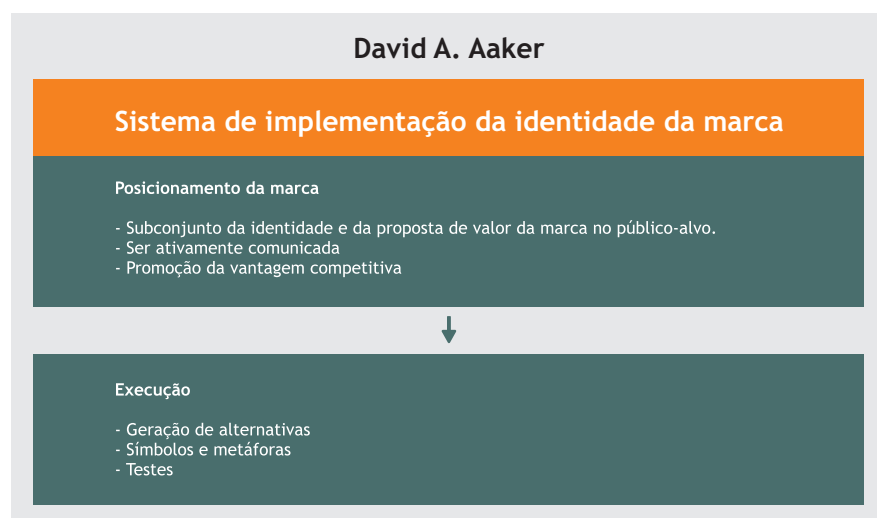 David A. Aaker
Sistema de implementação da identidade da marca
Posicionamento da marca
- Subconjunto da identidade e da proposta de valor da marca no público-alvo.
- Ser ativamente comunicada
- Promoção da vantagem competitiva
Execução
- Geração de alternativas
- Símbolos e metáforas
- Testes